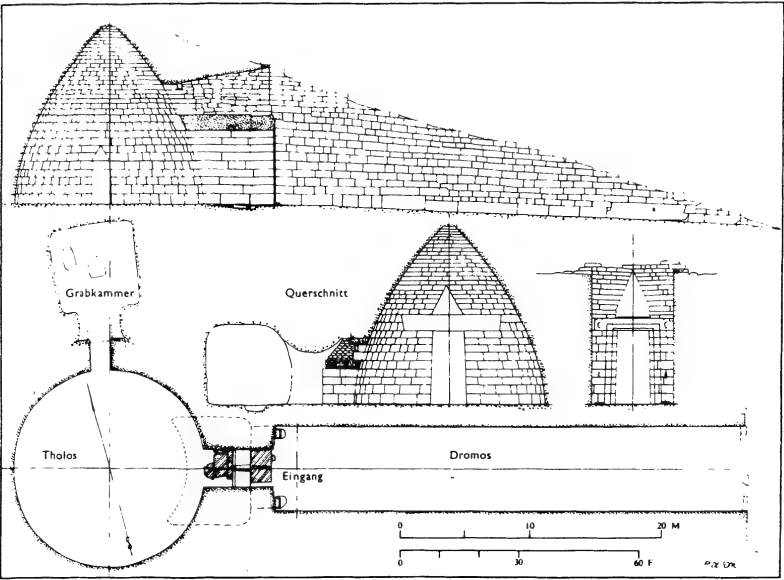 Grabkammer
Querschnitt
Tholos
Eingang
Dromos
0 10 20 M
0 30 60 F